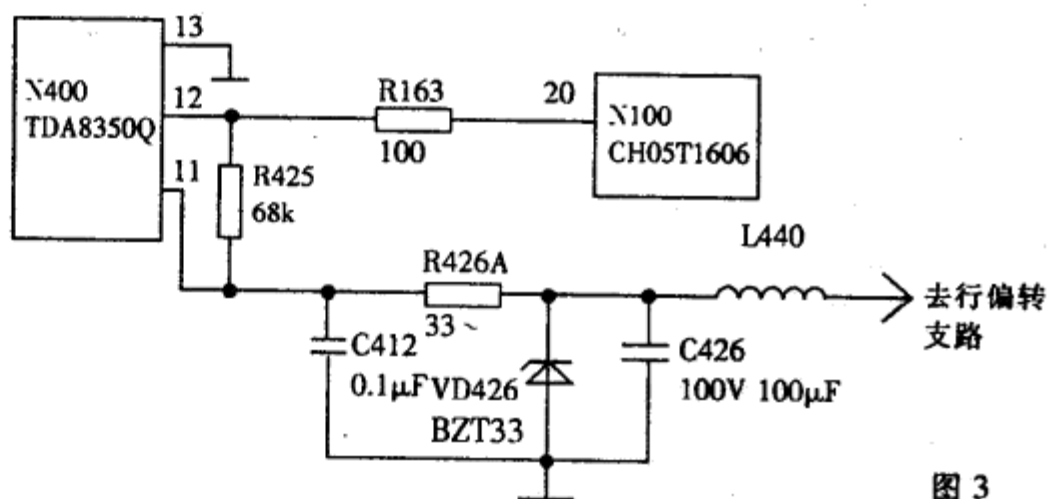 13
N400
TDA8350Q
12
11
R163
100
20
N100
CH05T1606
R425
68k
L440
R426A
33
去行偏转
支路
C412
0.1μF
VD426
BZT33
C426
100V 100μF
图 3